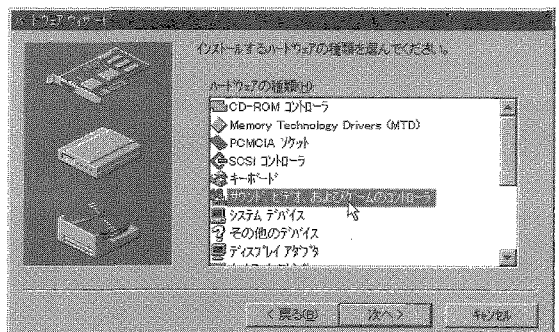 ハードウェア ウィザード
インストールするハードウェアの種類を選んでください。
ハードウェアの種類(H):
CD-ROM コントローラ
Memory Technology Drivers (MTD)
PCMCIA ソケット
SCSI コントローラ
キーボード
サウンド、ビデオ、およびゲームのコントローラ
システム デバイス
その他のデバイス
ディスプレイ アダプタ
< 戻る(B)
次へ >
キャンセル